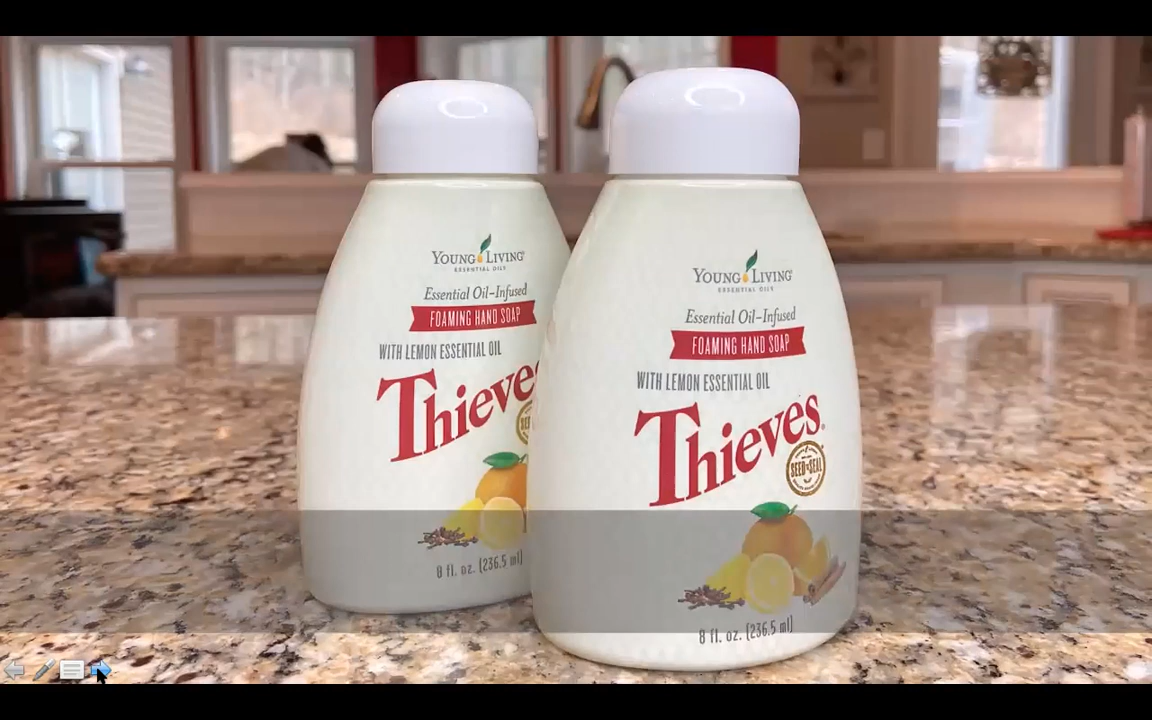 YOUNG LIVING
ESSENTIAL OILS
Essential Oil-Infused
FOAMING HAND SOAP
WITH LEMON ESSENTIAL OIL
Thieves
SEED
8 fl. oz. (236.5 ml)
YOUNG LIVING
ESSENTIAL OILS
Essential Oil-Infused
FOAMING HAND SOAP
WITH LEMON ESSENTIAL OIL
Thieves®
SEED TO SEAL
8 fl. oz. (236.5 ml)